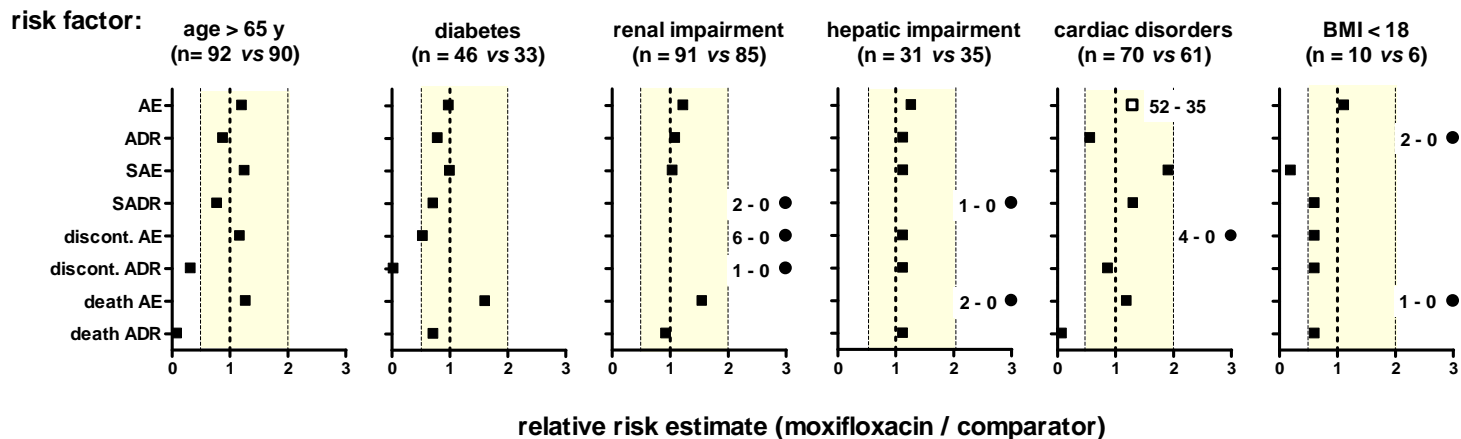 risk factor:
age > 65 y
(n= 92 vs 90)
diabetes
(n = 46 vs 33)
renal impairment
(n = 91 vs 85)
hepatic impairment
(n = 31 vs 35)
cardiac disorders
(n = 70 vs 61)
BMI < 18
(n = 10 vs 6)
AE
52 - 35
ADR
2 - 0
SAE
SADR
2 - 0
1 - 0
discont. AE
6 - 0
4 - 0
discont. ADR
1 - 0
death AE
2 - 0
1 - 0
death ADR
0 1 2 3
0 1 2 3
0 1 2 3
0 1 2 3
0 1 2 3
0 1 2 3
relative risk estimate (moxifloxacin / comparator)